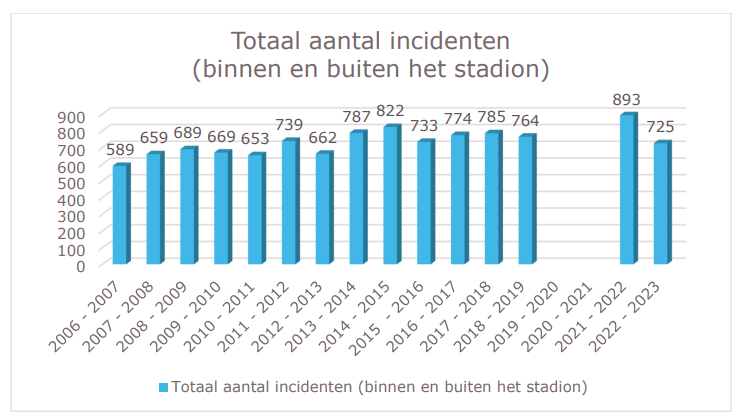 Totaal aantal incidenten
(binnen en buiten het stadion)
900
800
700
600
500
400
300
200
100
0
589
659
689
669
653
739
662
787
822
733
774
785
764
893
725
2006 - 2007
2007 - 2008
2008 - 2009
2009 - 2010
2010 - 2011
2011 - 2012
2012 - 2013
2013 - 2014
2014 - 2015
2015 - 2016
2016 - 2017
2017 - 2018
2018 - 2019
2019 - 2020
2020 - 2021
2021 - 2022
2022 - 2023
Totaal aantal incidenten (binnen en buiten het stadion)